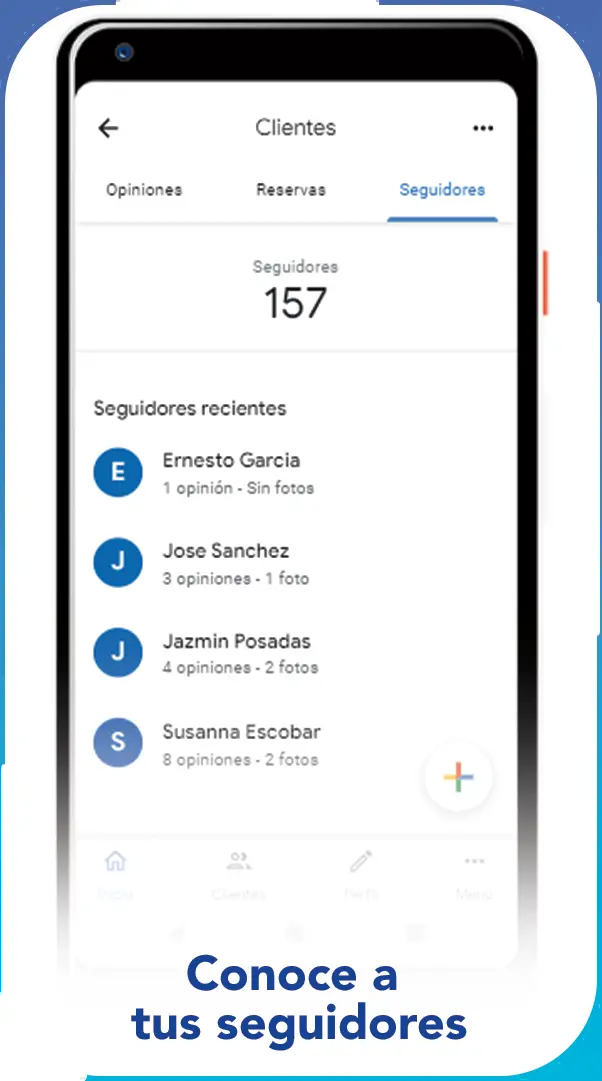 Clientes
Opiniones
Reservas
Seguidores
Seguidores
157
Seguidores recientes
E
Ernesto Garcia
1 opinión - Sin fotos
J
Jose Sanchez
3 opiniones - 1 foto
J
Jazmin Posadas
4 opiniones - 2 fotos
S
Susanna Escobar
8 opiniones - 2 fotos
Inicio
Clientes
Perfil
Menú
Conoce a
tus seguidores